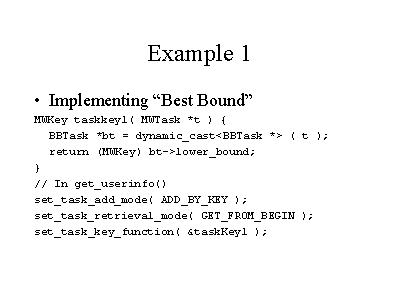 Example 1
• Implementing “Best Bound”
MWKey taskkey1( MWTask *t ) {
BBTask *bt = dynamic_cast<BBTask *> ( t );
return (MWKey) bt->lower_bound;
}
// In get_userinfo()
set_task_add_mode( ADD_BY_KEY );
set_task_retrieval_mode( GET_FROM_BEGIN );
set_task_key_function( &taskKey1 );